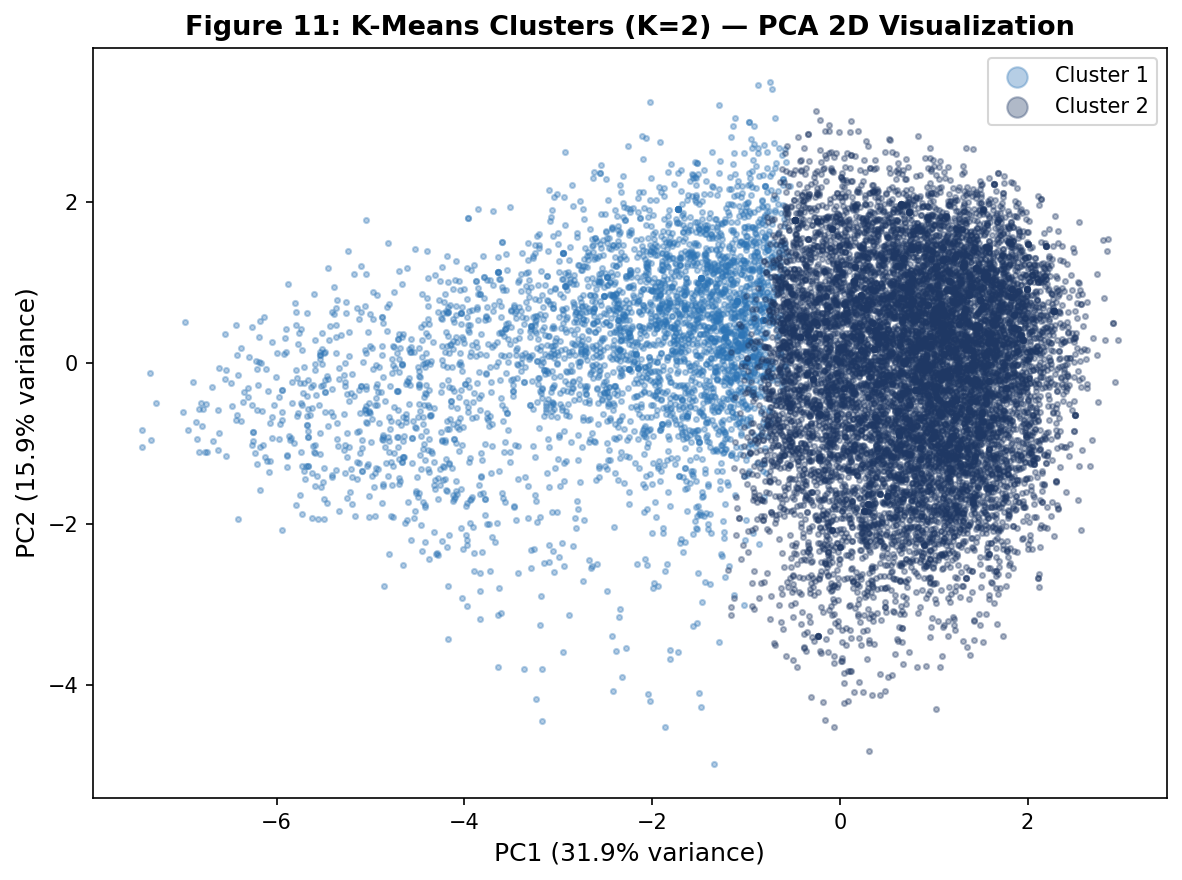 Figure 11: K-Means Clusters (K=2) — PCA 2D Visualization
Cluster 1
Cluster 2
PC2 (15.9% variance)
2
0
−2
−4
−6
−4
−2
0
2
PC1 (31.9% variance)